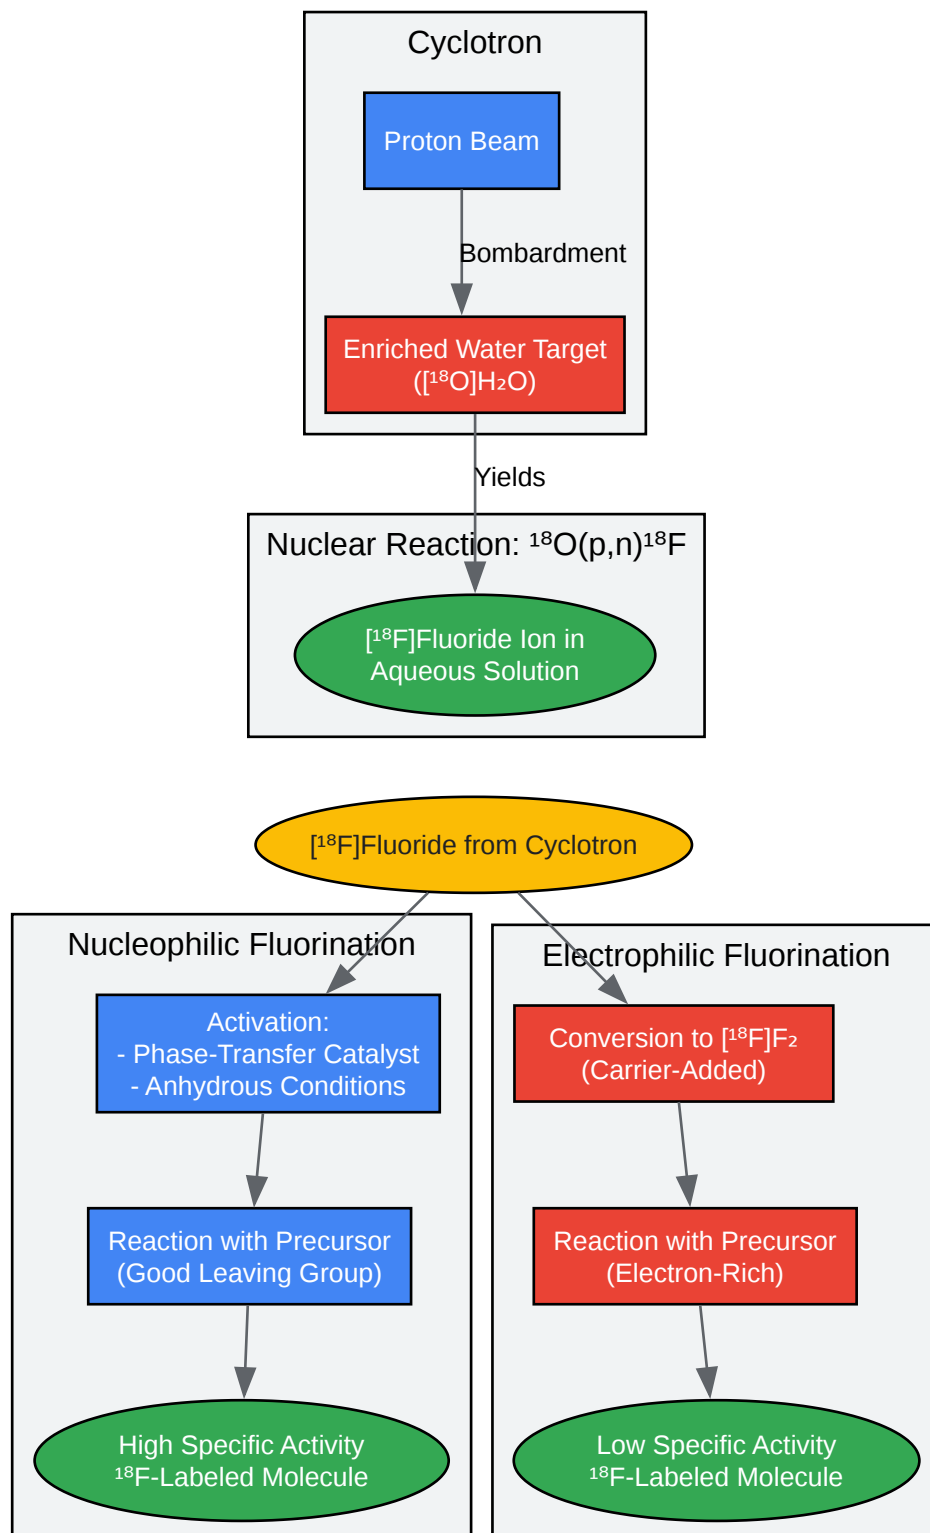 Cyclotron
Proton Beam
Bombardment
Enriched Water Target
([¹⁸O]H₂O)
Yields
Nuclear Reaction: ¹⁸O(p,n)¹⁸F
[¹⁸F]Fluoride Ion in
Aqueous Solution
[¹⁸F]Fluoride from Cyclotron
Nucleophilic Fluorination
Activation:
- Phase-Transfer Catalyst
- Anhydrous Conditions
Reaction with Precursor
(Good Leaving Group)
High Specific Activity
¹⁸F-Labeled Molecule
Electrophilic Fluorination
Conversion to [¹⁸F]F₂
(Carrier-Added)
Reaction with Precursor
(Electron-Rich)
Low Specific Activity
¹⁸F-Labeled Molecule